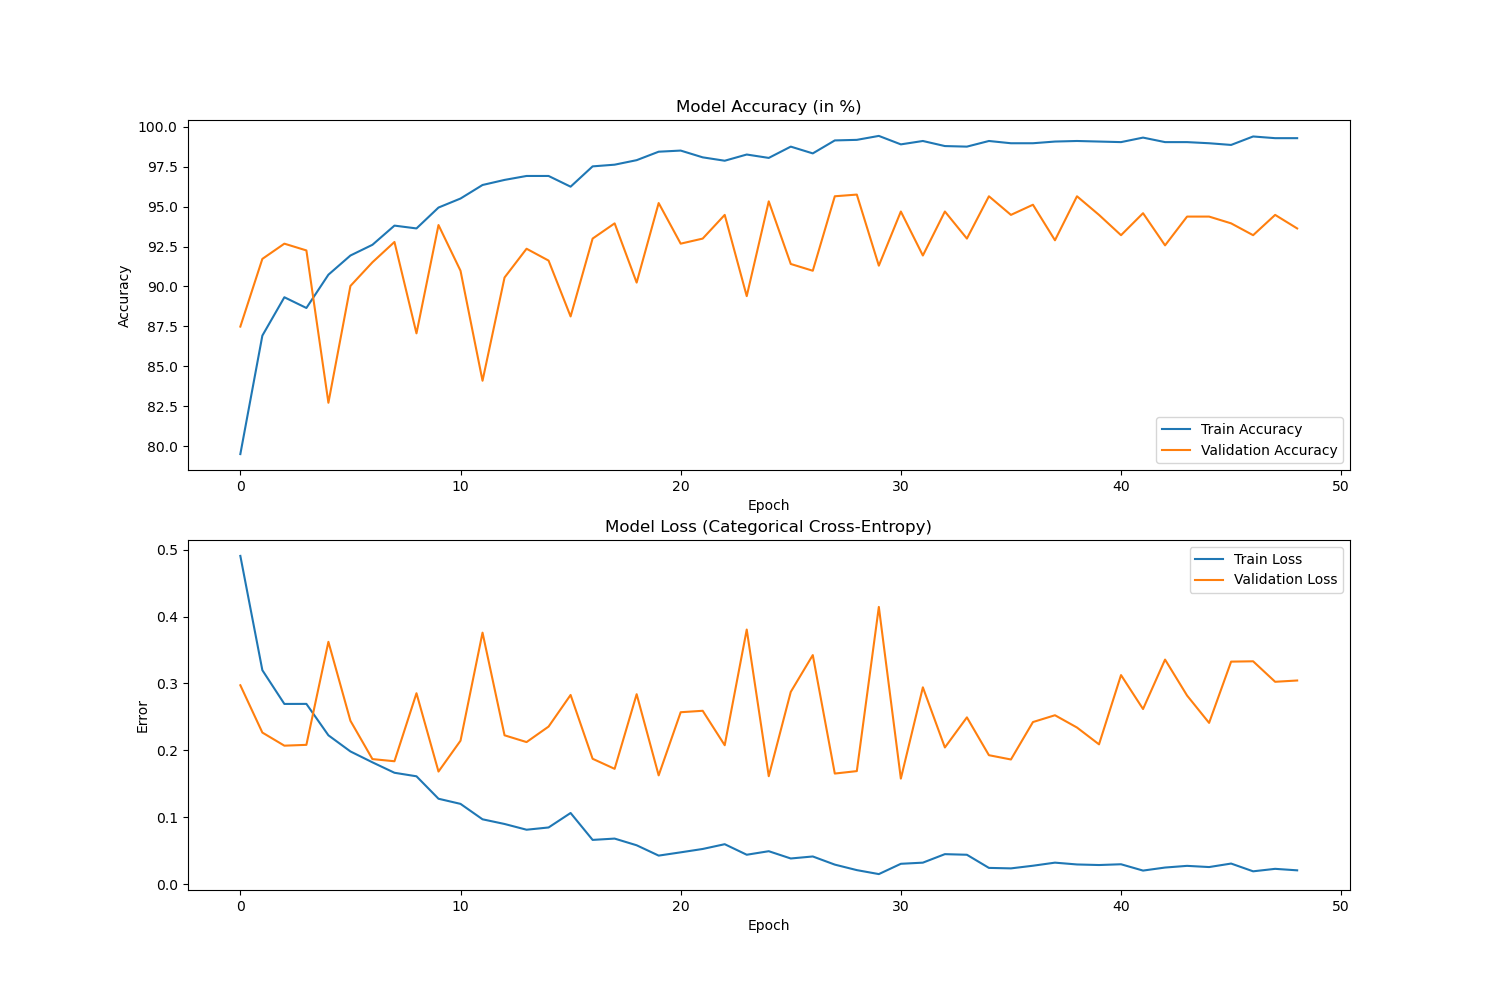 Model Accuracy (in %)
100.0
97.5
95.0
92.5
90.0
87.5
85.0
82.5
80.0
Accuracy
Train Accuracy
Validation Accuracy
0 10 20 30 40 50
Epoch
Model Loss (Categorical Cross-Entropy)
0.5
0.4
0.3
0.2
0.1
0.0
Error
Train Loss
Validation Loss
0 10 20 30 40 50
Epoch